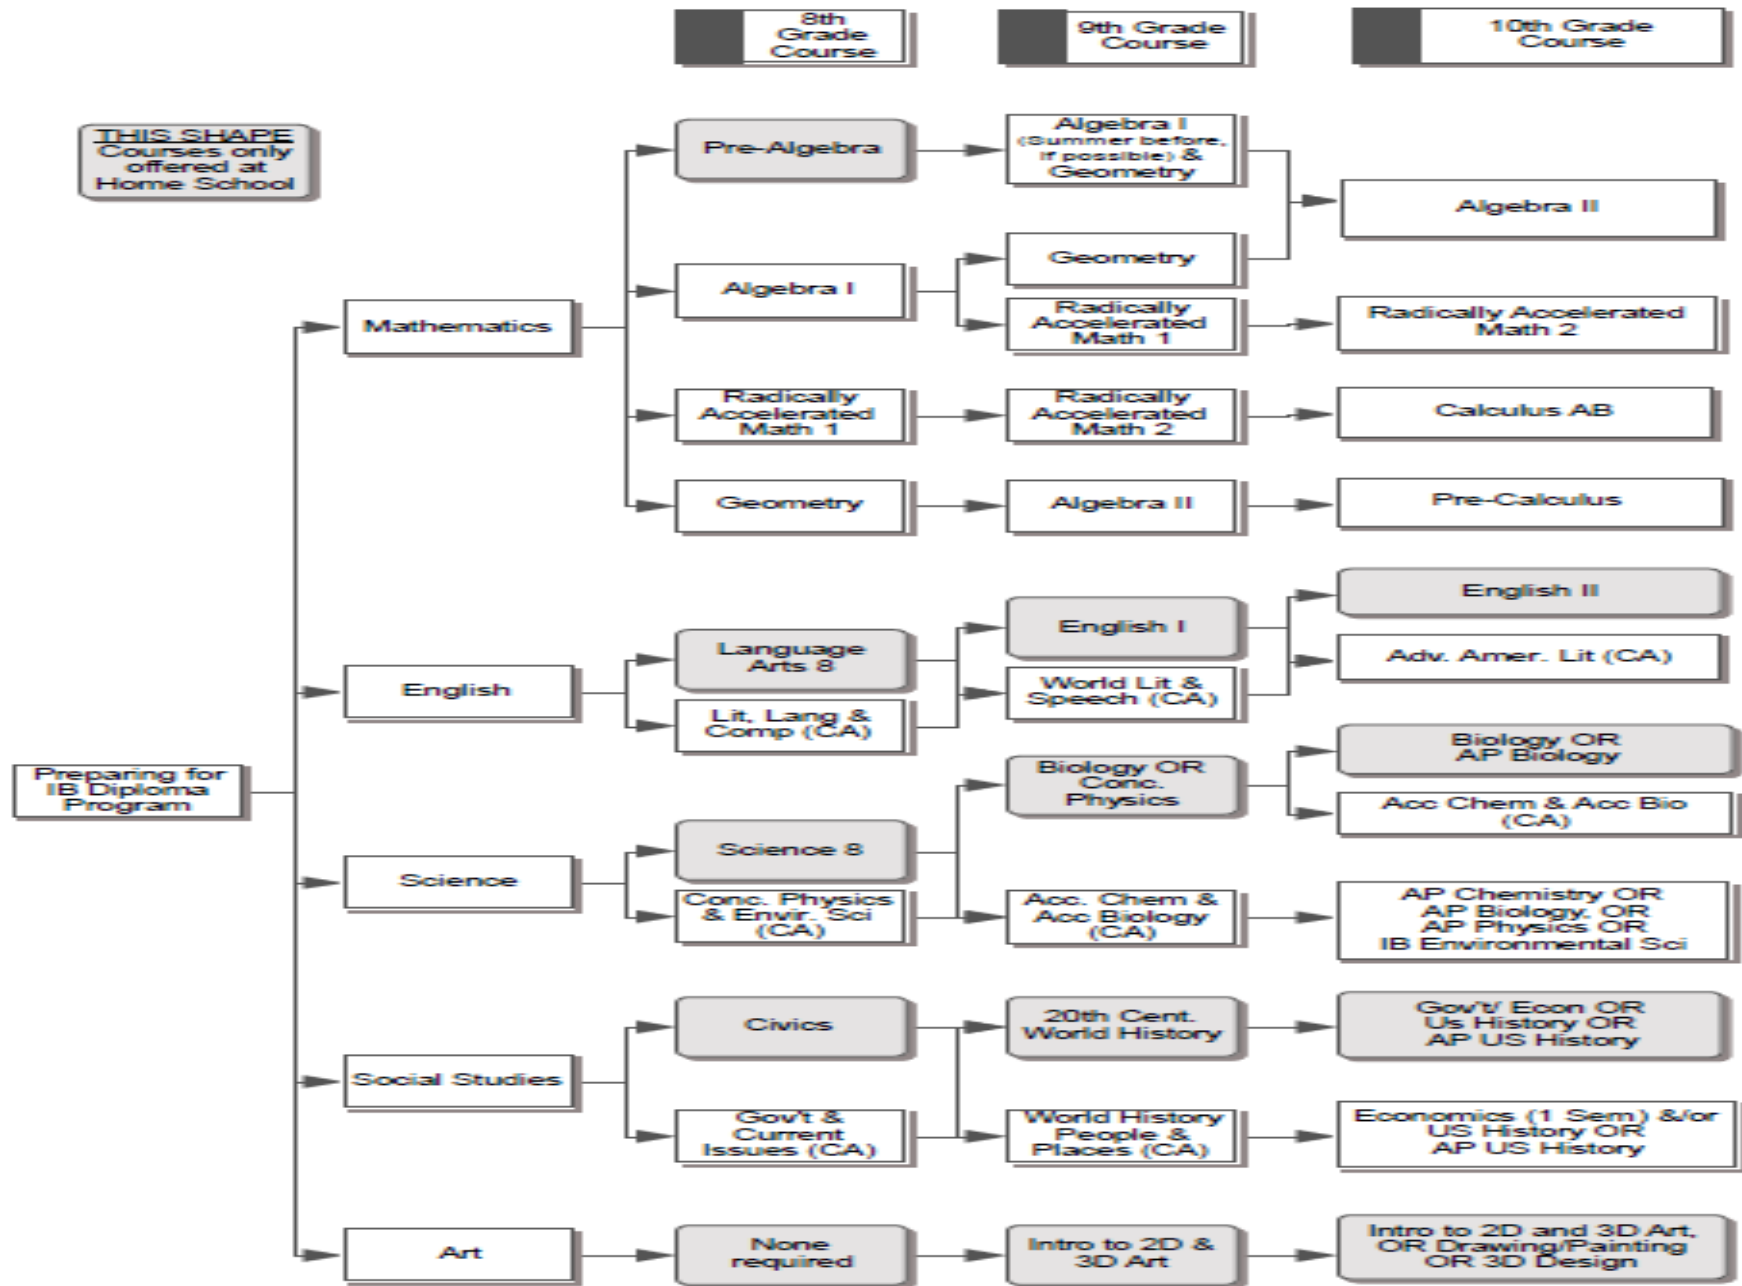 8th
Grade
Course
9th Grade
Course
10th Grade
Course
THIS SHAPE
Courses only
offered at
Home School
Pre-Algebra
Algebra I
(Summer before,
if possible) &
Geometry
Algebra II
Algebra I
Geometry
Radically
Accelerated
Math 1
Radically Accelerated
Math 2
Mathematics
Radically
Accelerated
Math 1
Radically
Accelerated
Math 2
Calculus AB
Geometry
Algebra II
Pre-Calculus
English
Language
Arts 8
Lit, Lang &
Comp (CA)
English I
World Lit &
Speech (CA)
English II
Adv. Amer. Lit (CA)
Preparing for
IB Diploma
Program
Science
Science 8
Conc. Physics
& Envir. Sci
(CA)
Biology OR
Conc.
Physics
Acc. Chem &
Acc Biology
(CA)
Biology OR
AP Biology
Acc Chem & Acc Bio
(CA)
AP Chemistry OR
AP Biology, OR
AP Physics OR
IB Environmental Sci
Social Studies
Civics
20th Cent.
World History
Gov't/ Econ OR
Us History OR
AP US History
Gov't &
Current
Issues (CA)
World History
People &
Places (CA)
Economics (1 Sem) &/or
US History OR
AP US History
Art
None
required
Intro to 2D &
3D Art
Intro to 2D and 3D Art,
OR Drawing/Painting
OR 3D Design